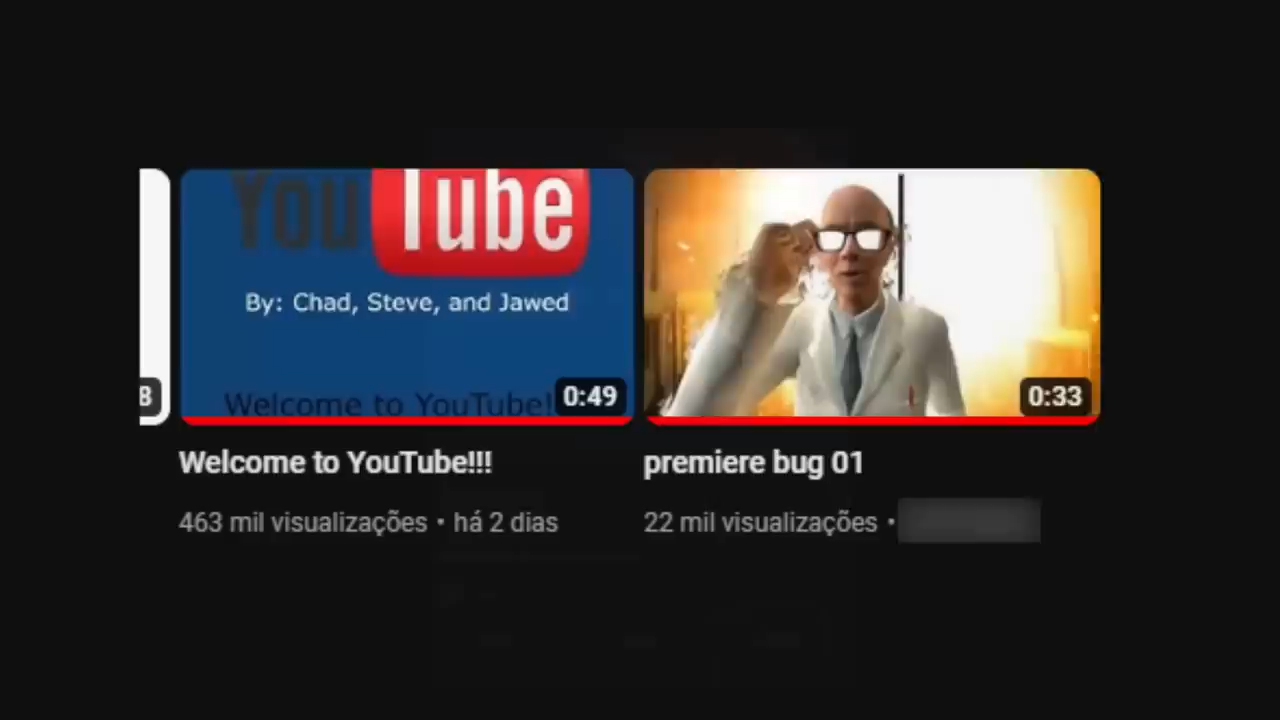 YouTube
By: Chad, Steve, and Jawed
Welcome to YouTube!
8
0:49
0:33
Welcome to YouTube!!!
premiere bug 01
463 mil visualizações • há 2 dias
22 mil visualizações •